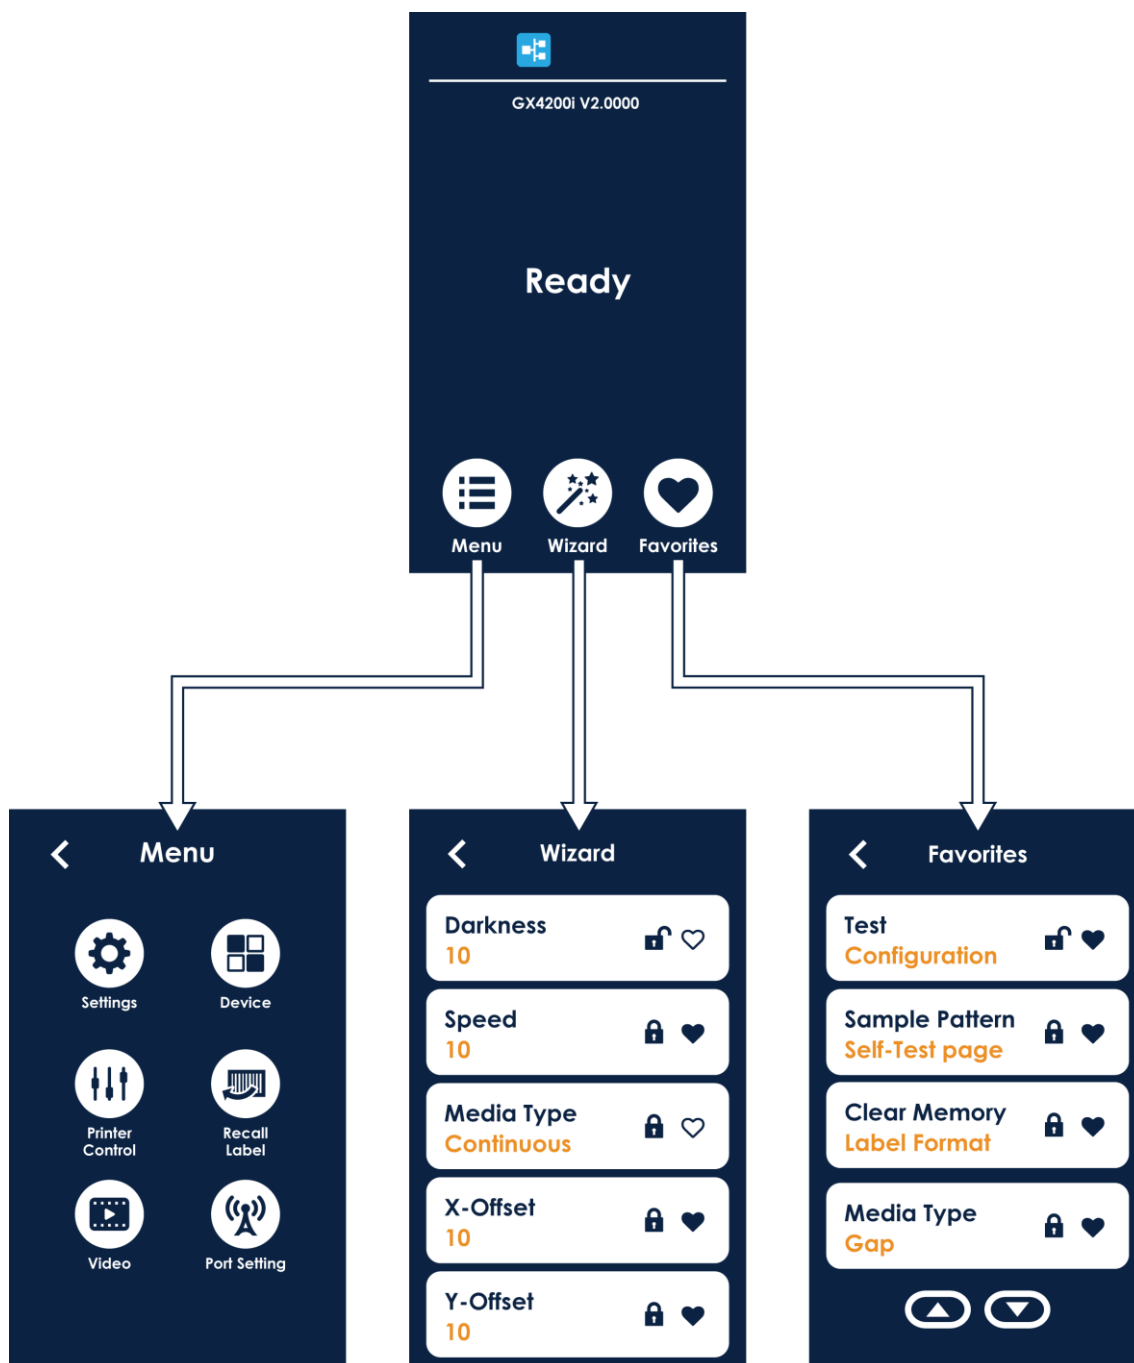 GX4200i V2.0000
Ready
Menu
Wizard
Favorites
Menu
Settings
Device
Printer
Control
Recall
Label
Video
Port Setting
Wizard
Darkness
10
Speed
10
Media Type
Continuous
X-Offset
10
Y-Offset
10
Favorites
Test
Configuration
Sample Pattern
Self-Test page
Clear Memory
Label Format
Media Type
Gap